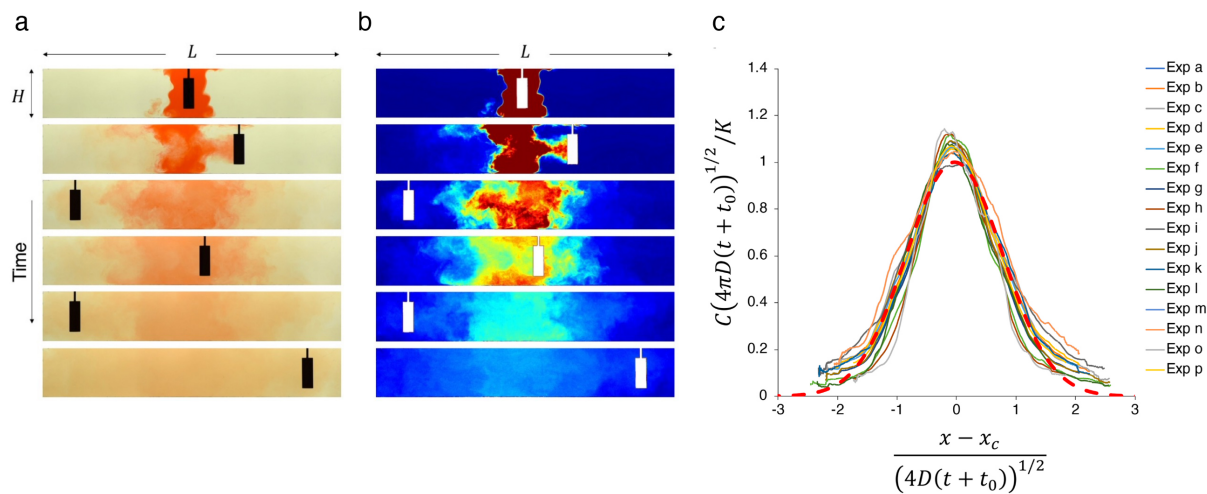 a
b
c
L
L
H
Time
C(4πD(t + t₀))^1/2/K
1.4
1.2
1
0.8
0.6
0.4
0.2
0
-3
-2
-1
0
1
2
3
x − x_c
(4D(t + t₀))^1/2
Exp a
Exp b
Exp c
Exp d
Exp e
Exp f
Exp g
Exp h
Exp i
Exp j
Exp k
Exp l
Exp m
Exp n
Exp o
Exp p